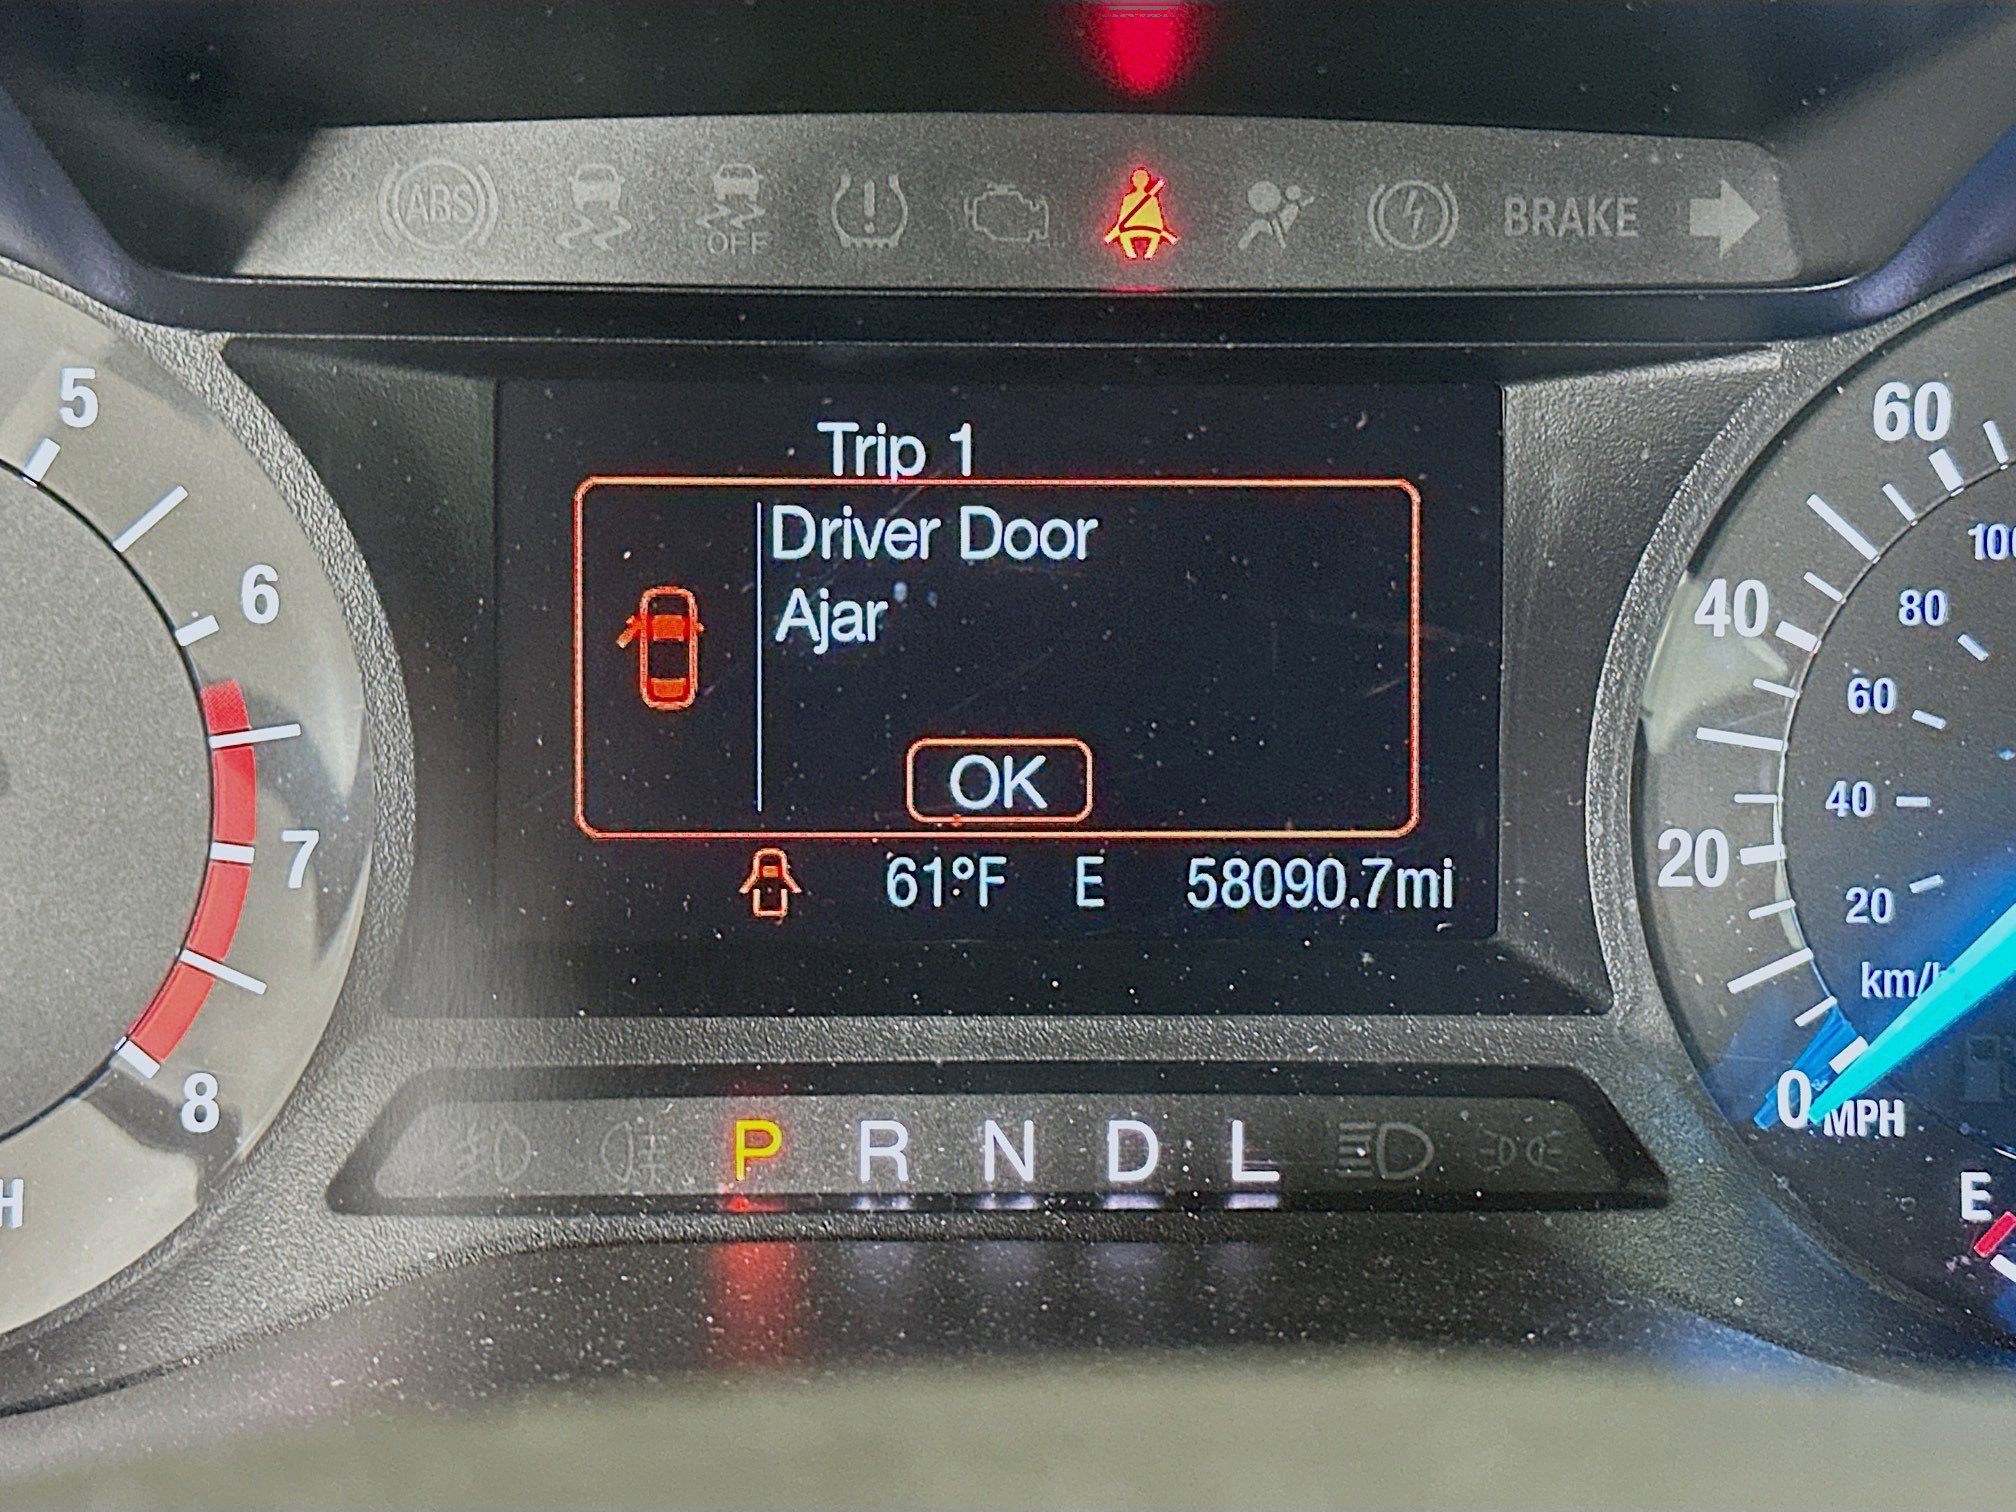 ABS
OFF
BRAKE
Trip 1
Driver Door
Ajar
OK
61°F E 58090.7mi
5
6
7
8
H
60
40
20
0
MPH
100
80
60
40
20
km/h
E
P R N D L